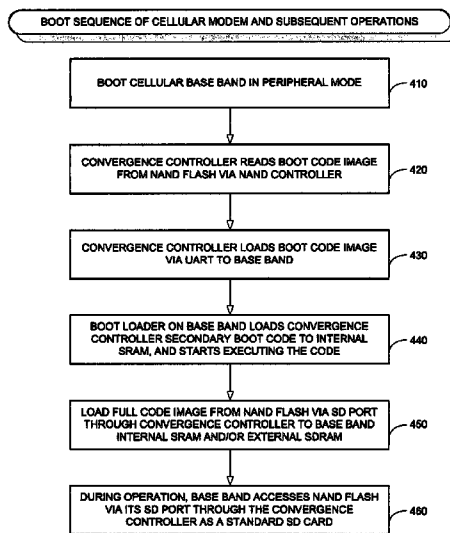 BOOT SEQUENCE OF CELLULAR MODEM AND SUBSEQUENT OPERATIONS
BOOT CELLULAR BASE BAND IN PERIPHERAL MODE
410
CONVERGENCE CONTROLLER READS BOOT CODE IMAGE
FROM NAND FLASH VIA NAND CONTROLLER
420
CONVERGENCE CONTROLLER LOADS BOOT CODE IMAGE
VIA UART TO BASE BAND
430
BOOT LOADER ON BASE BAND LOADS CONVERGENCE
CONTROLLER SECONDARY BOOT CODE TO INTERNAL
SRAM, AND STARTS EXECUTING THE CODE
440
LOAD FULL CODE IMAGE FROM NAND FLASH VIA SD PORT
THROUGH CONVERGENCE CONTROLLER TO BASE BAND
INTERNAL SRAM AND/OR EXTERNAL SDRAM
450
DURING OPERATION, BASE BAND ACCESSES NAND FLASH
VIA ITS SD PORT THROUGH THE CONVERGENCE
CONTROLLER AS A STANDARD SD CARD
460